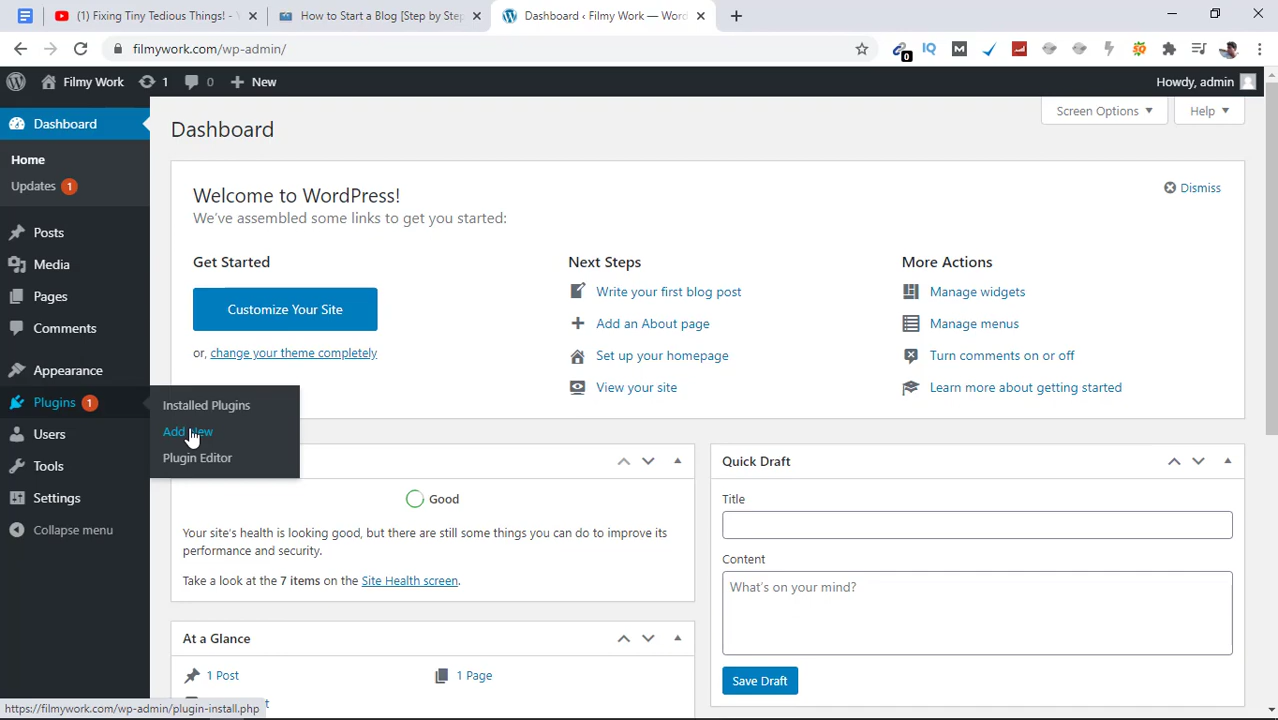 (1) Fixing Tiny Tedious Things! -
How to Start a Blog [Step by Step
Dashboard ‹ Filmy Work — Word
filmywork.com/wp-admin/
0
IQ
M
Filmy Work
1
0
New
Howdy, admin
Dashboard
Home
Updates 1
Posts
Media
Pages
Comments
Appearance
Plugins 1
Users
Tools
Settings
Collapse menu
Installed Plugins
Add New
Plugin Editor
Screen Options
Help
Dashboard
Welcome to WordPress!
We've assembled some links to get you started:
Dismiss
Get Started
Customize Your Site
or, change your theme completely
Next Steps
Write your first blog post
Add an About page
Set up your homepage
View your site
More Actions
Manage widgets
Manage menus
Turn comments on or off
Learn more about getting started
Good
Your site's health is looking good, but there are still some things you can do to improve its
performance and security.
Take a look at the 7 items on the Site Health screen.
At a Glance
1 Post
1 Page
Quick Draft
Title
Content
What's on your mind?
Save Draft
https://filmywork.com/wp-admin/plugin-install.php